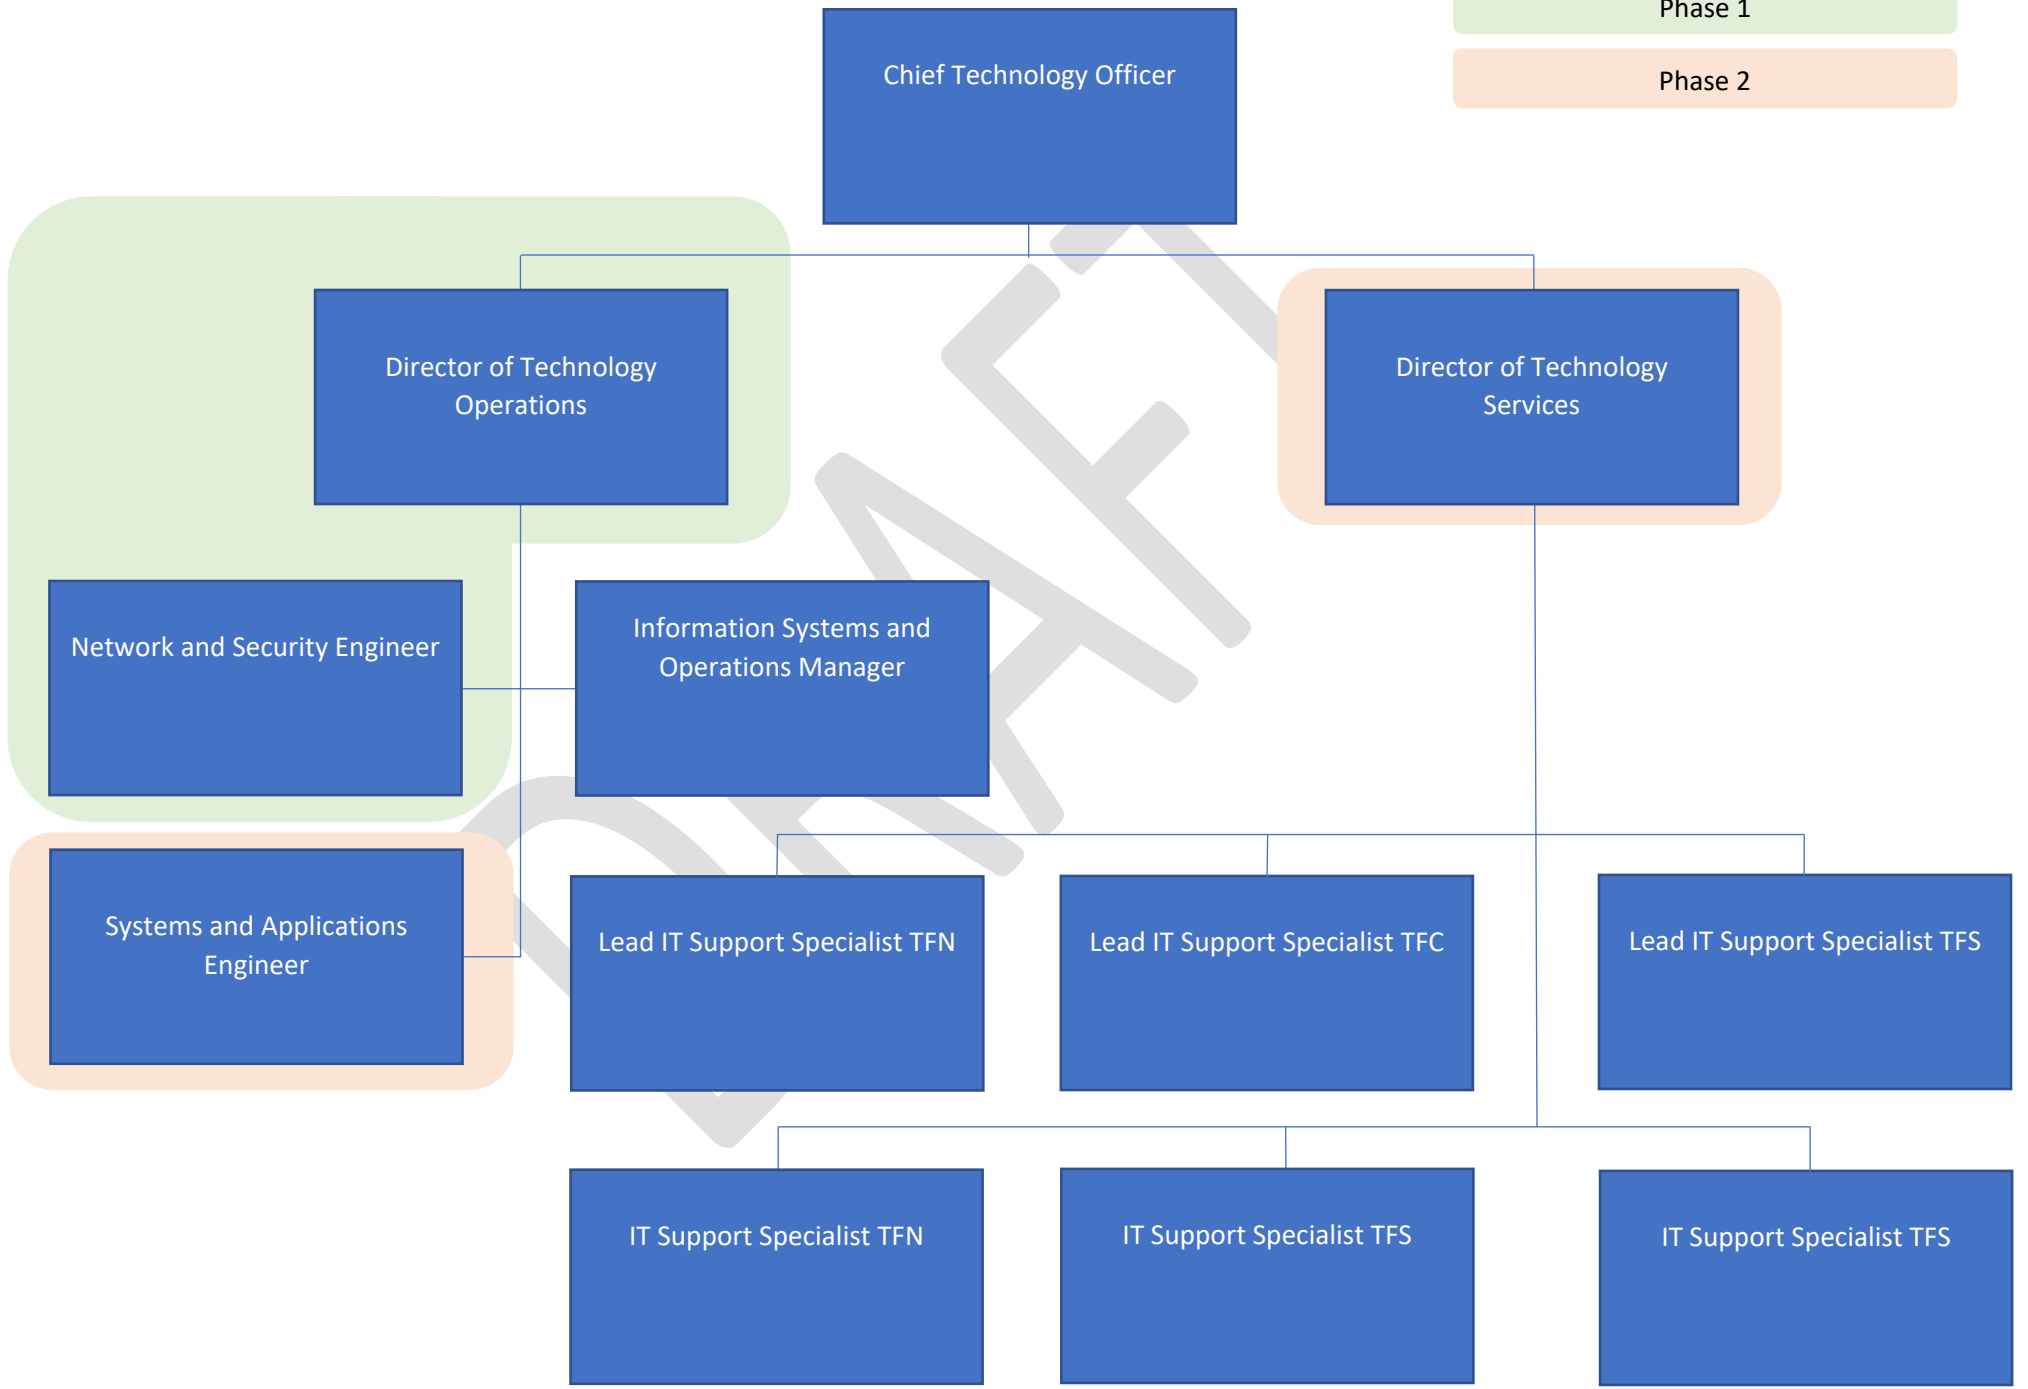 Phase 1
Chief Technology Officer
Phase 2
Director of Technology
Operations
Director of Technology
Services
Network and Security Engineer
Information Systems and
Operations Manager
Systems and Applications
Engineer
Lead IT Support Specialist TFN
Lead IT Support Specialist TFC
Lead IT Support Specialist TFS
IT Support Specialist TFN
IT Support Specialist TFS
IT Support Specialist TFS
DRAFT